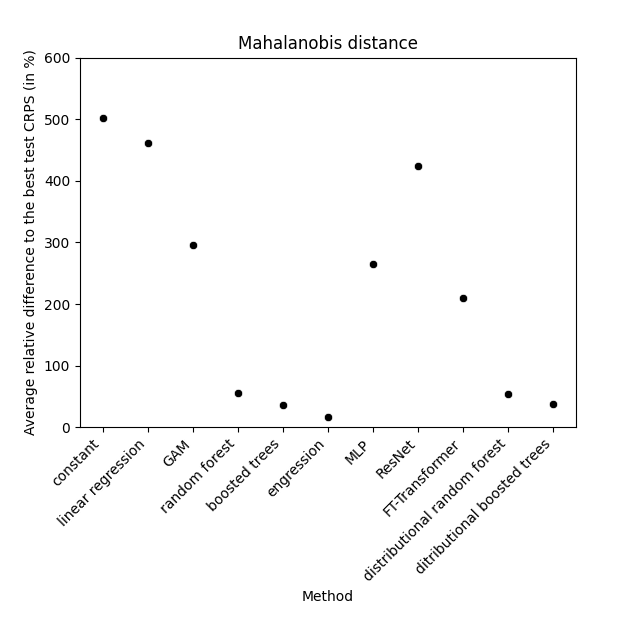 Mahalanobis distance
Average relative difference to the best test CRPS (in %)
600
500
400
300
200
100
0
constant
linear regression
GAM
random forest
boosted trees
engression
MLP
ResNet
FT-Transformer
distributional random forest
ditributional boosted trees
Method